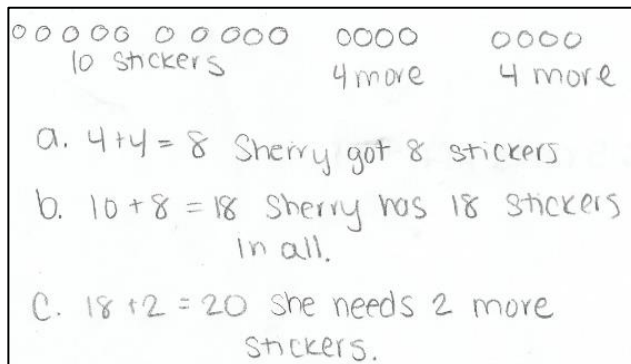 10 stickers 4 more 4 more
a. 4+4 = 8 Sherry got 8 stickers
b. 10 + 8 = 18 Sherry has 18 stickers
in all.
C. 18 + 2 = 20 She needs 2 more
stickers.